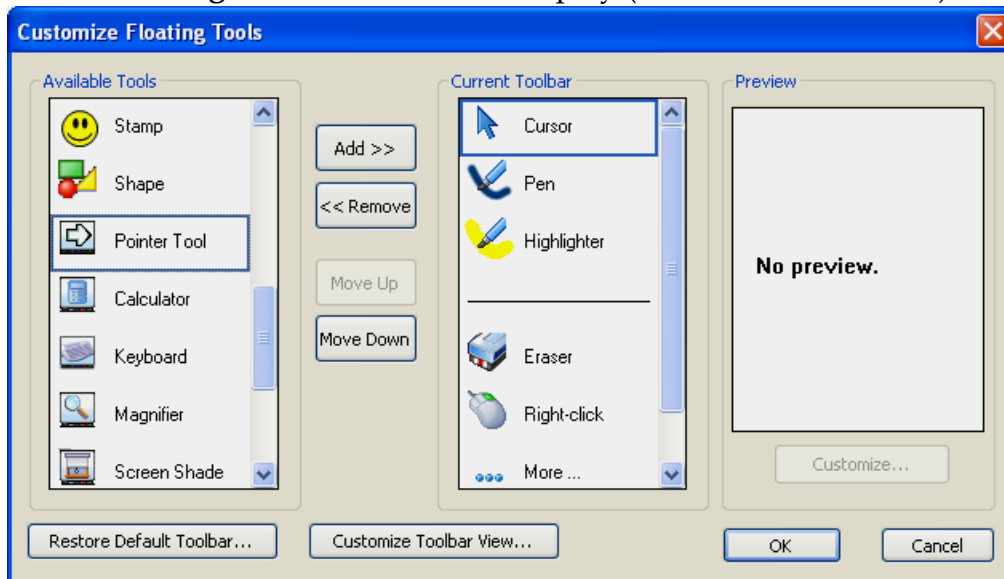 Customize Floating Tools
Available Tools
Stamp
Shape
Pointer Tool
Calculator
Keyboard
Magnifier
Screen Shade
Add >>
<< Remove
Move Up
Move Down
Current Toolbar
Cursor
Pen
Highlighter
Eraser
Right-click
More ...
Preview
No preview.
Customize...
Restore Default Toolbar...
Customize Toolbar View...
OK
Cancel